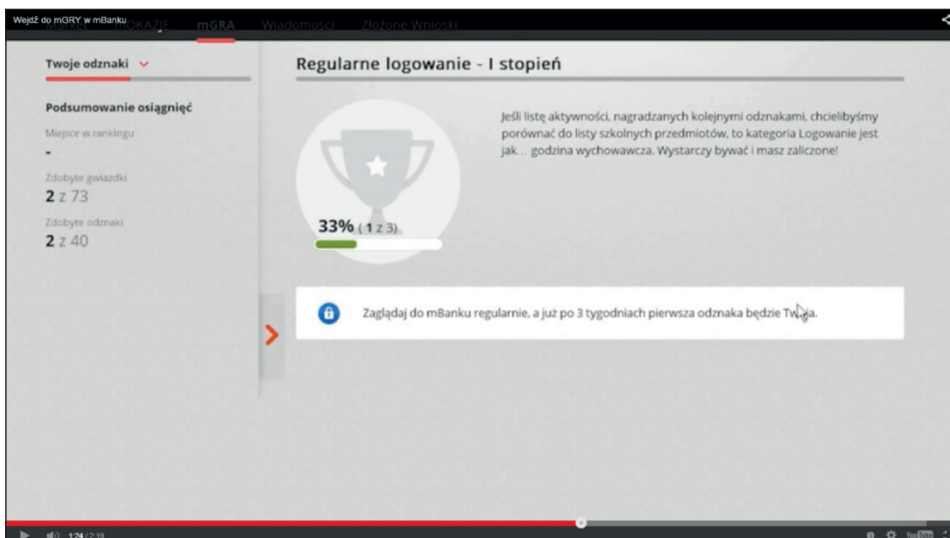 Wejdź do mGRY w mBanku
Market mOKAZJE mGRA Wiadomości Złożone Wnioski
Twoje odznaki
Podsumowanie osiągnięć
Miejsce w rankingu
-
Zdobyte gwiazdki
2 z 73
Zdobyte odznaki
2 z 40
Regularne logowanie - I stopień
Jeśli listę aktywności, nagradzanych kolejnymi odznakami, chcielibyśmy
porównać do listy szkolnych przedmiotów, to kategoria Logowanie jest
jak... godzina wychowawcza. Wystarczy bywać i masz zaliczone!
33% ( 1 z 3)
Zaglądaj do mBanku regularnie, a już po 3 tygodniach pierwsza odznaka będzie Twoja.
1:24 / 2:19
YouTube